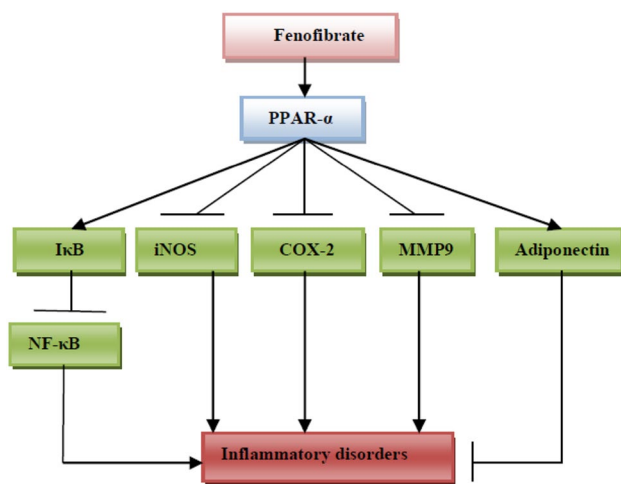 Fenofibrate
PPAR-α
IκB
iNOS
COX-2
MMP9
Adiponectin
NF-κB
Inflammatory disorders